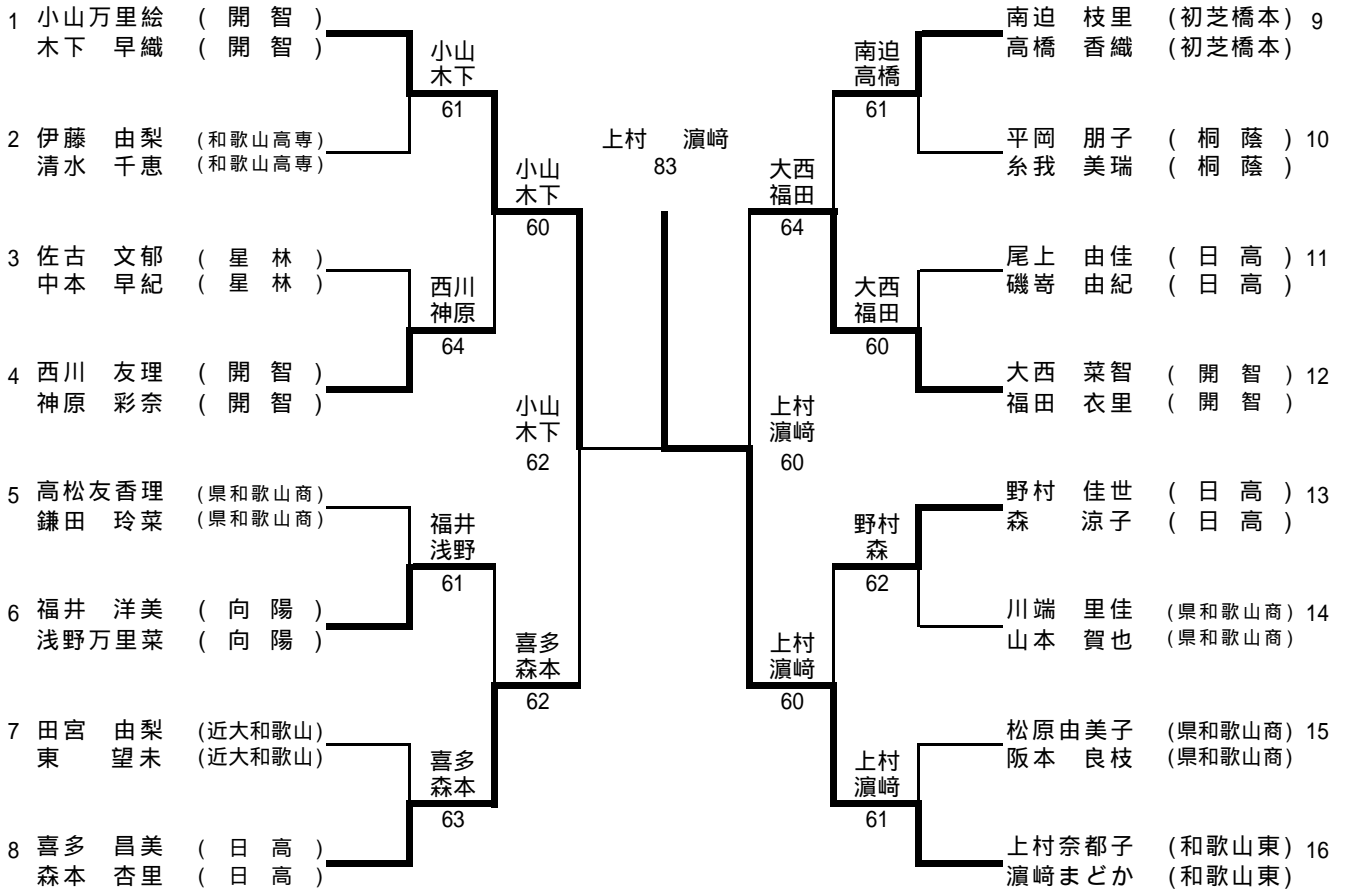 1 小山万里絵 ( 開 智 )
木下 早織 ( 開 智 )
2 伊藤 由梨 (和歌山高専)
清水 千恵 (和歌山高専)
3 佐古 文郁 ( 星 林 )
中本 早紀 ( 星 林 )
4 西川 友理 ( 開 智 )
神原 彩奈 ( 開 智 )
5 高松友香理 (県和歌山商)
鎌田 玲菜 (県和歌山商)
6 福井 洋美 ( 向 陽 )
浅野万里菜 ( 向 陽 )
7 田宮 由梨 (近大和歌山)
東 望未 (近大和歌山)
8 喜多 昌美 ( 日 高 )
森本 杏里 ( 日 高 )
小山
木下
61
西川
神原
64
福井
浅野
61
喜多
森本
63
小山
木下
60
喜多
森本
62
小山
木下
62
上村 濵﨑
83
上村
濵﨑
60
大西
福田
64
上村
濵﨑
60
南迫
高橋
61
大西
福田
60
野村
森
62
上村
濵﨑
61
南迫 枝里 (初芝橋本) 9
高橋 香織 (初芝橋本)
平岡 朋子 ( 桐 蔭 ) 10
糸我 美瑞 ( 桐 蔭 )
尾上 由佳 ( 日 高 ) 11
磯嵜 由紀 ( 日 高 )
大西 菜智 ( 開 智 ) 12
福田 衣里 ( 開 智 )
野村 佳世 ( 日 高 ) 13
森 涼子 ( 日 高 )
川端 里佳 (県和歌山商) 14
山本 賀也 (県和歌山商)
松原由美子 (県和歌山商) 15
阪本 良枝 (県和歌山商)
上村奈都子 (和歌山東) 16
濵﨑まどか (和歌山東)